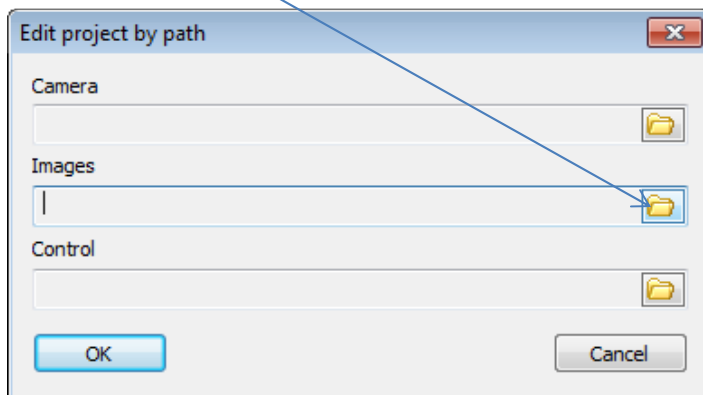 Edit project by path
Camera
Images
Control
OK
Cancel